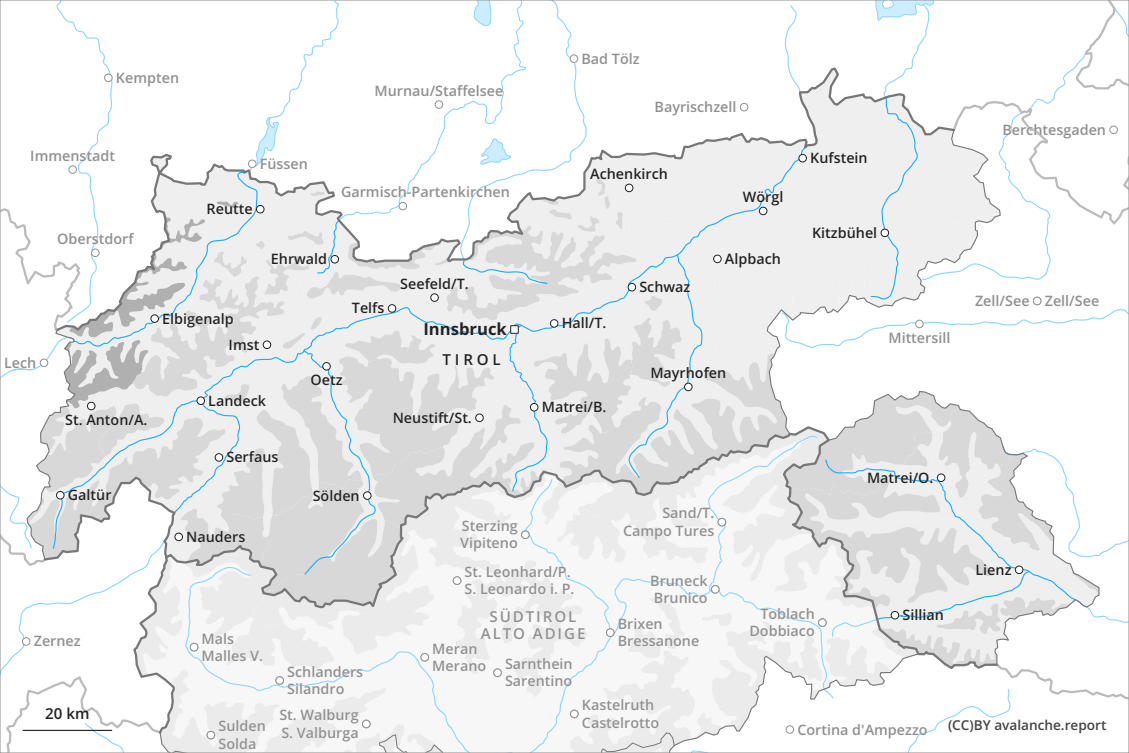 Kempten
Bad Tölz
Murnau/Staffelsee
Bayrischzell
Berchtesgaden
Immenstadt
Füssen
Kufstein
Achenkirch
Garmisch-Partenkirchen
Wörgl
Reutte
Kitzbühel
Oberstdorf
Ehrwald
Alpbach
Seefeld/T.
Schwaz
Zell/See
Zell/See
Telfs
Elbigenalp
Innsbruck
Hall/T.
Mittersill
Imst
TIROL
Lech
Oetz
Mayrhofen
Landeck
St. Anton/A.
Neustift/St.
Matrei/B.
Serfaus
Matrei/O.
Galtür
Sölden
Sand/T.
Campo Tures
Sterzing
Vipiteno
Nauders
Lienz
St. Leonhard/P.
S. Leonardo i. P.
Bruneck
Brunico
SÜDTIROL
ALTO ADIGE
Toblach
Dobbiaco
Sillian
Brixen
Bressanone
Zernez
Mals
Malles V.
Meran
Merano
Sarnthein
Sarentino
Schlanders
Silandro
Kastelruth
Castelrotto
20 km
St. Walburg
S. Valburga
Sulden
Solda
Cortina d'Ampezzo
(CC)BY avalanche.report